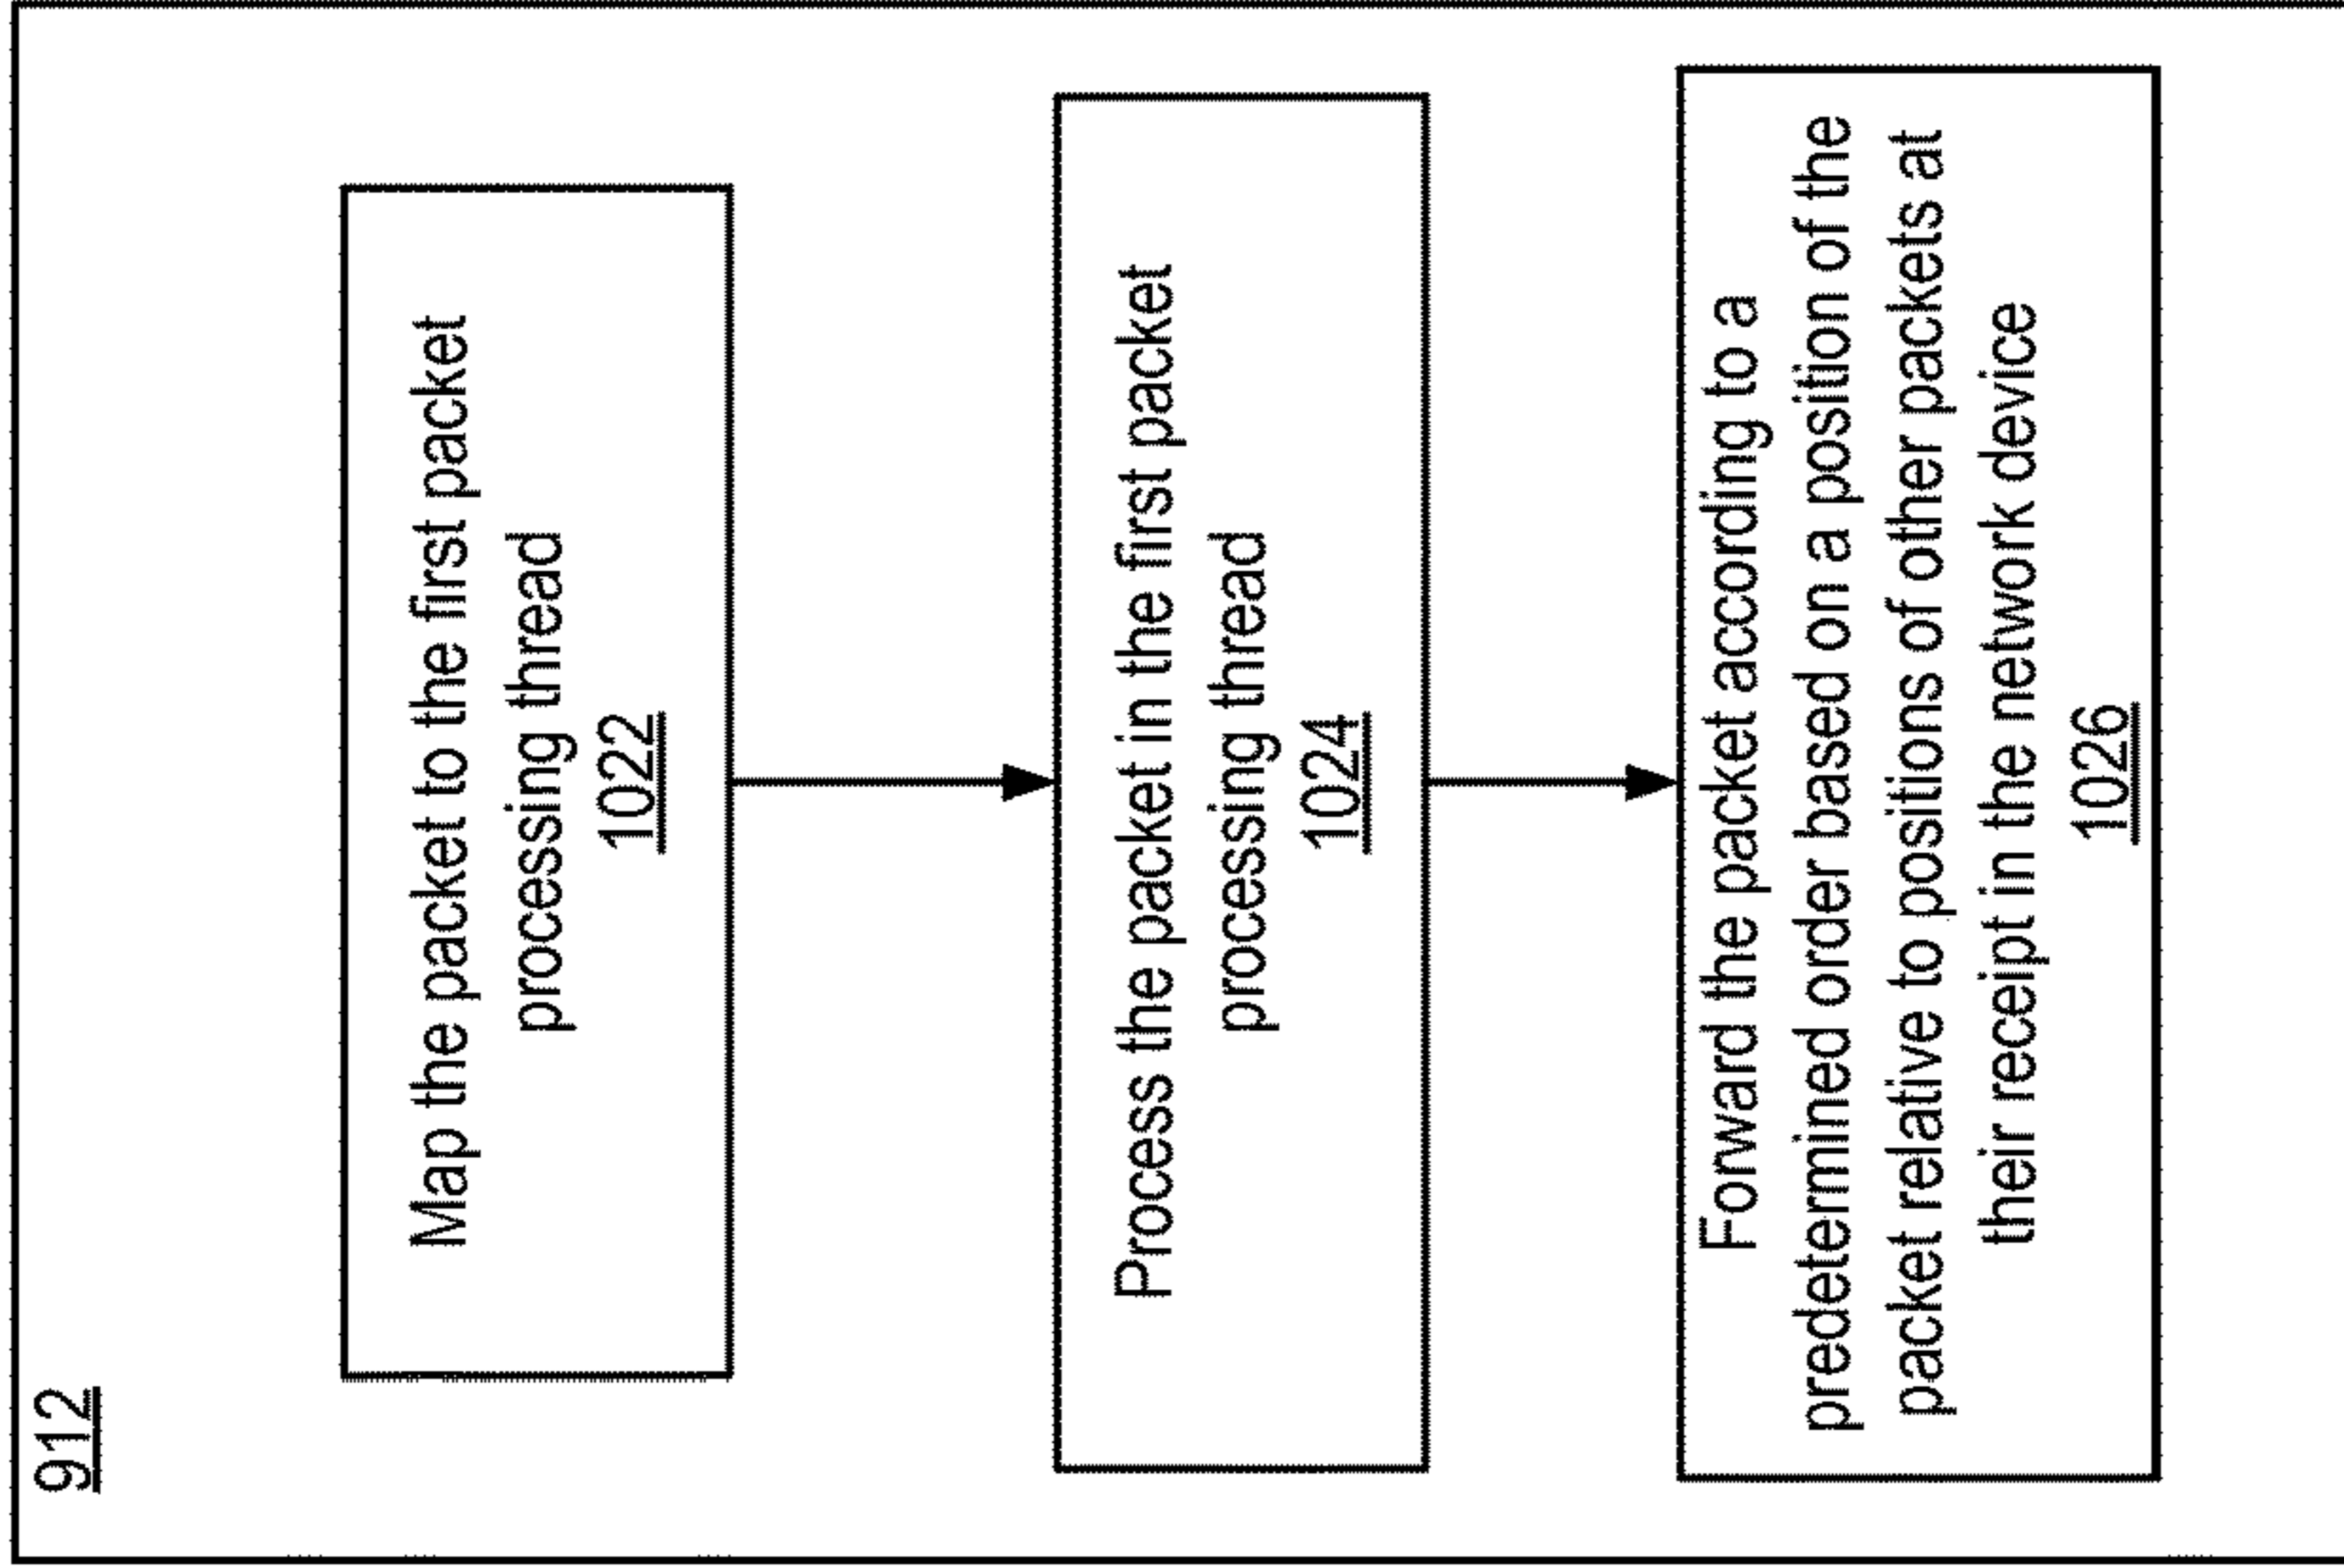 912
Map the packet to the first packet
processing thread
1022
Process the packet in the first packet
processing thread
1024
Forward the packet according to a
predetermined order based on a position of the
packet relative to positions of other packets at
their receipt in the network device
1026